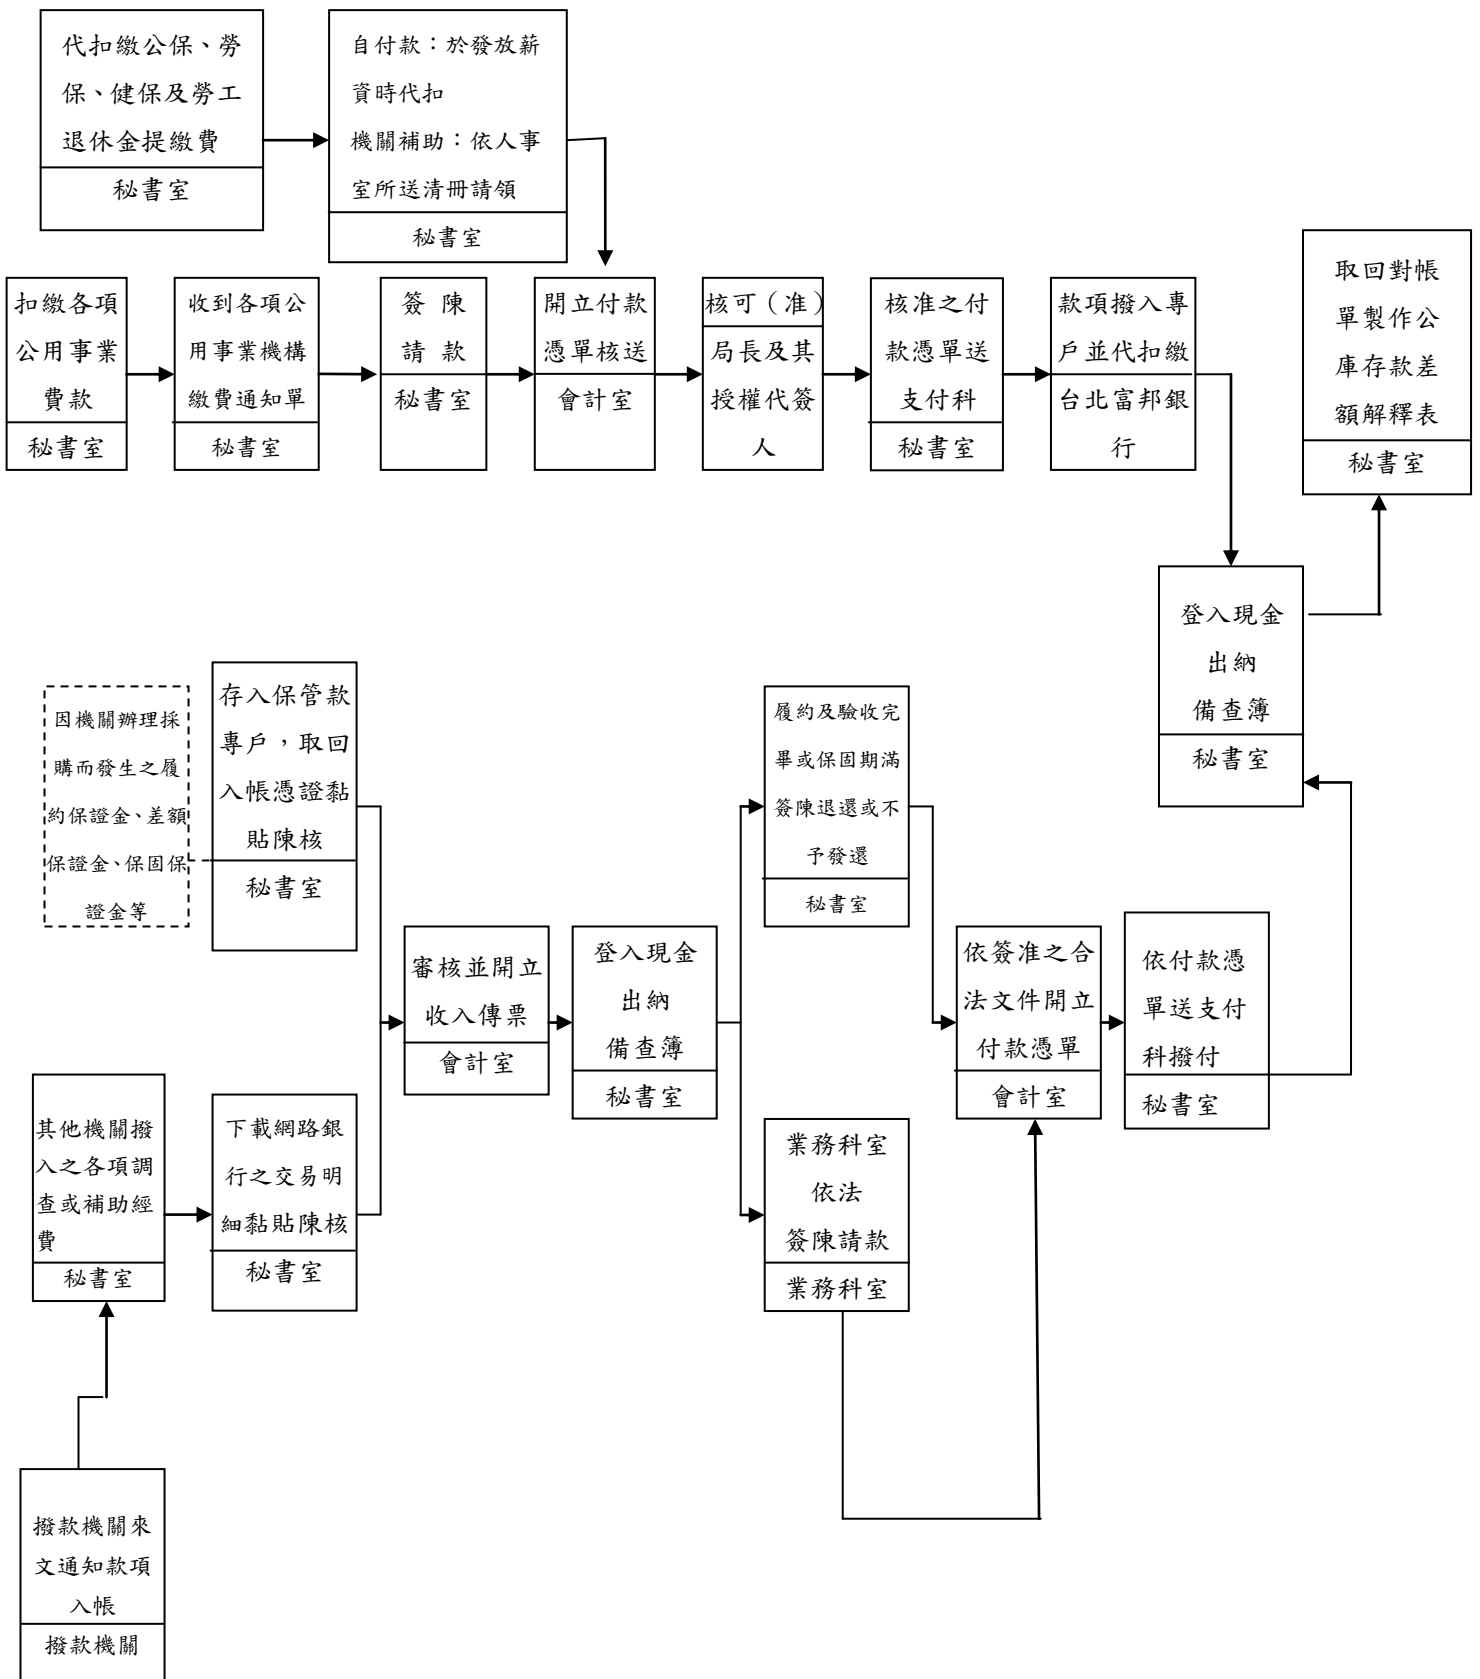 代扣繳公保、勞
保、健保及勞工
退休金提繳費
秘書室
自付款：於發放薪
資時代扣
機關補助：依人事
室所送清冊請領
秘書室
扣繳各項
公用事業
費款
秘書室
收到各項公
用事業機構
繳費通知單
秘書室
簽陳
請款
秘書室
開立付款
憑單核送
會計室
核可（准）
局長及其
授權代簽
人
核准之付
款憑單送
支付科
秘書室
款項撥入專
戶並代扣繳
台北富邦銀
行
取回對帳
單製作公
庫存款差
額解釋表
秘書室
登入現金
出納
備查簿
秘書室
因機關辦理採
購而發生之履
約保證金、差額
保證金、保固保
證金等
存入保管款
專戶，取回
入帳憑證黏
貼陳核
秘書室
履約及驗收完
畢或保固期滿
簽陳退還或不
予發還
秘書室
審核並開立
收入傳票
會計室
登入現金
出納
備查簿
秘書室
依簽准之合
法文件開立
付款憑單
會計室
依付款憑
單送支付
科撥付
秘書室
其他機關撥
入之各項調
查或補助經
費
秘書室
下載網路銀
行之交易明
細黏貼陳核
秘書室
業務科室
依法
簽陳請款
業務科室
撥款機關來
文通知款項
入帳
撥款機關